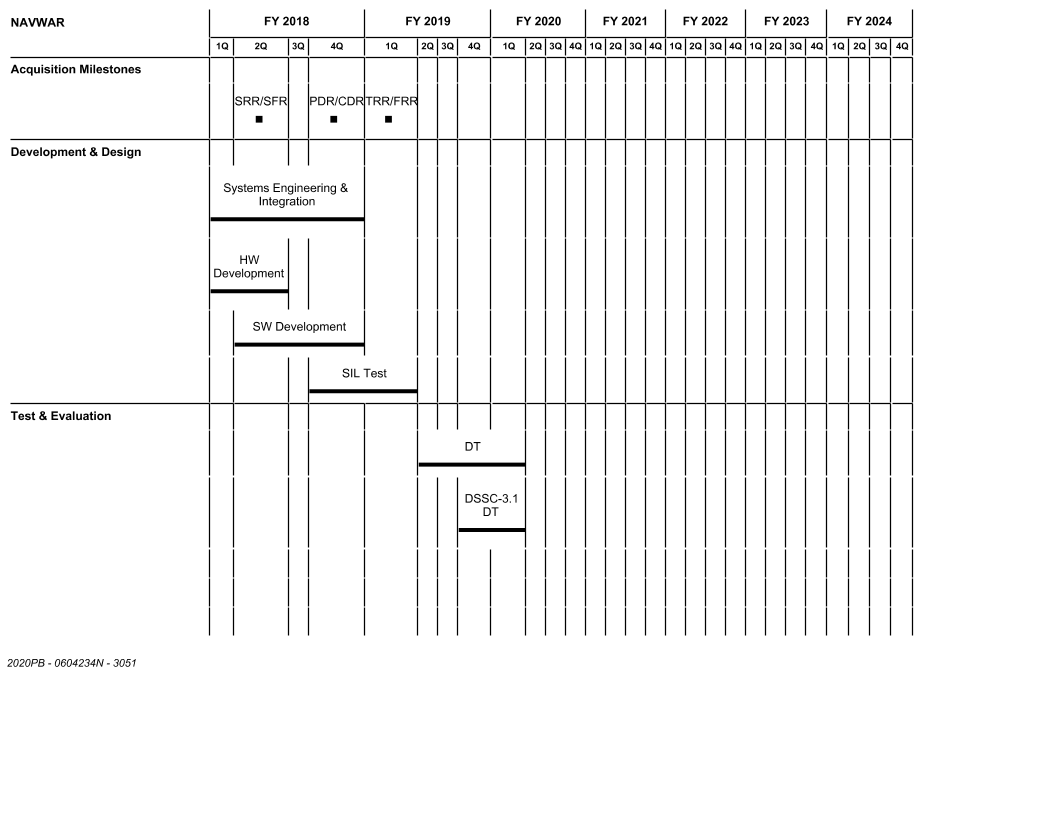 NAVWAR FY 2018 FY 2019 FY 2020 FY 2021 FY 2022 FY 2023 FY 2024
1Q 2Q 3Q 4Q 1Q 2Q 3Q 4Q 1Q 2Q 3Q 4Q 1Q 2Q 3Q 4Q 1Q 2Q 3Q 4Q 1Q 2Q 3Q 4Q 1Q 2Q 3Q 4Q
Acquisition Milestones
SRR/SFR PDR/CDR TRR/FRR
Development & Design
Systems Engineering &
Integration
HW
Development
SW Development
SIL Test
Test & Evaluation
DT
DSSC-3.1
DT
2020PB - 0604234N - 3051